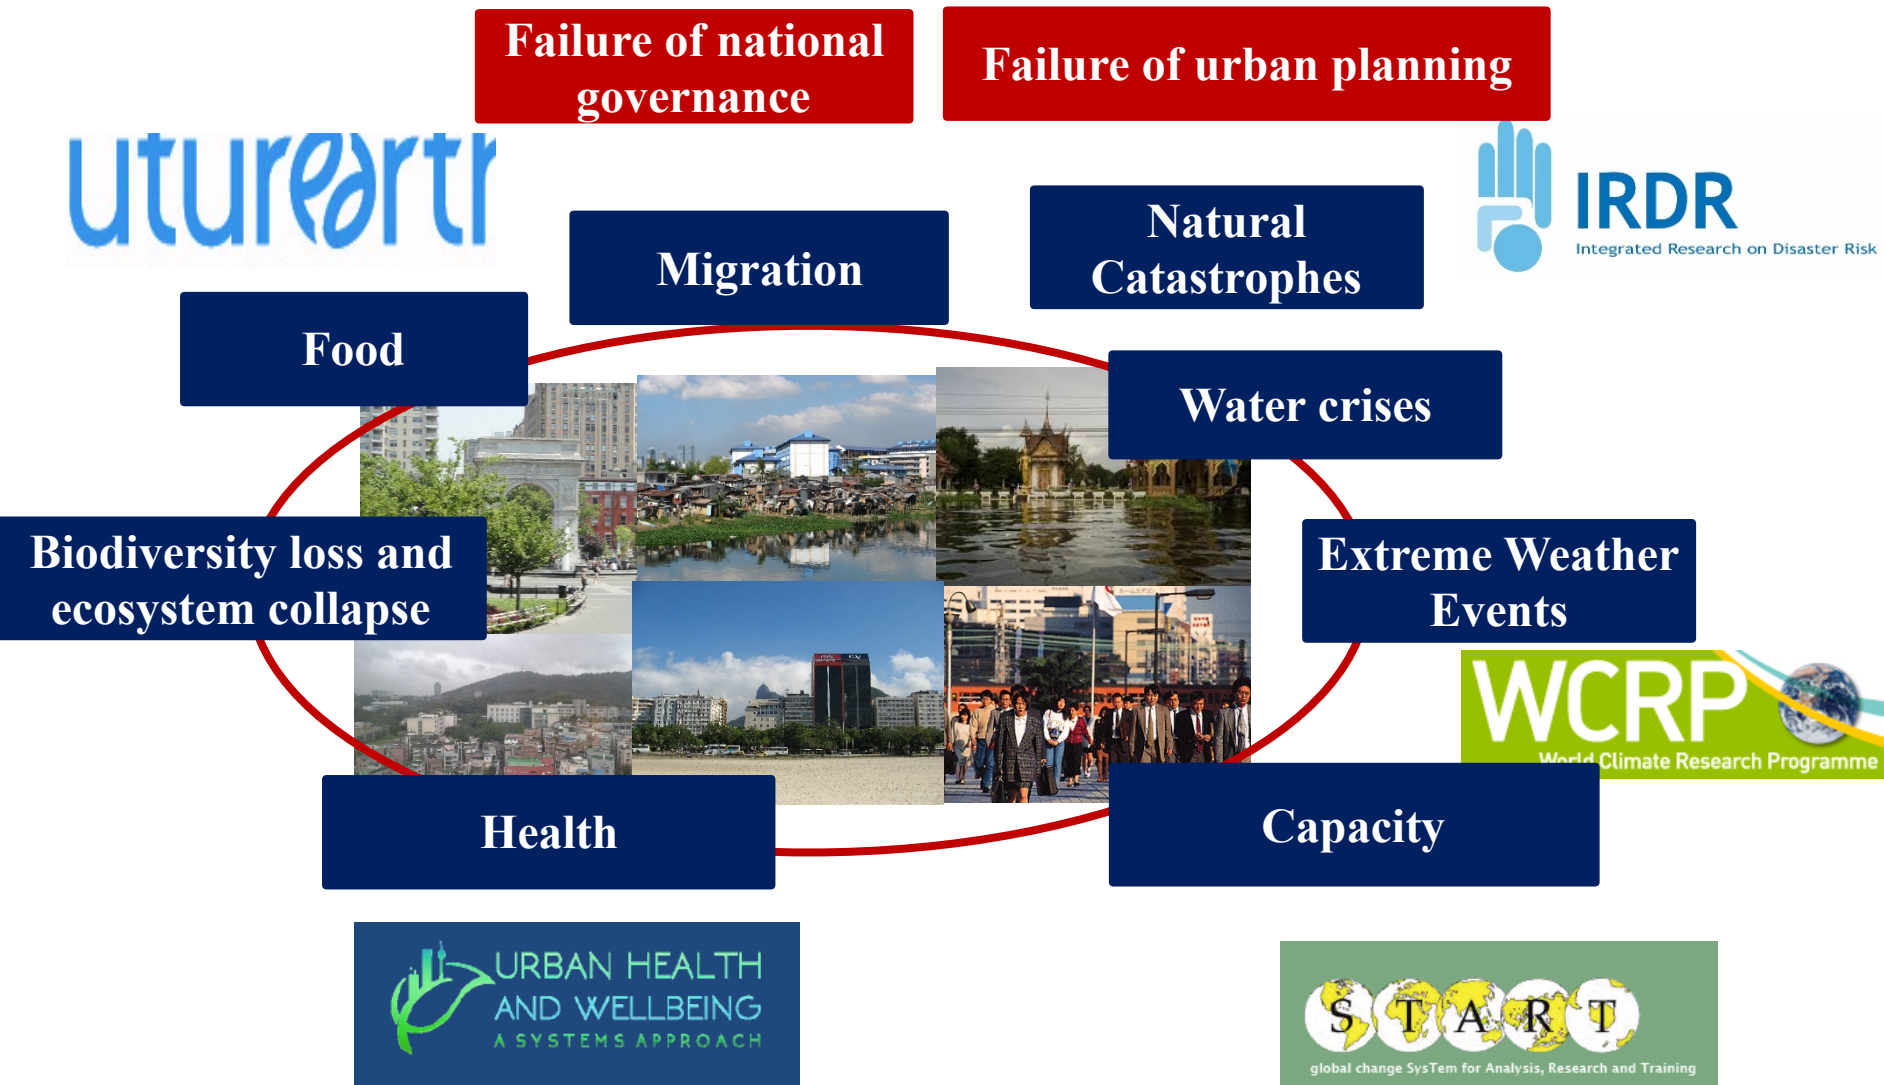 Failure of national
governance
Failure of urban planning
uturearth
IRDR
Integrated Research on Disaster Risk
Natural
Catastrophes
Migration
Food
Water crises
Biodiversity loss and
ecosystem collapse
Extreme Weather
Events
WCRP
World Climate Research Programme
Health
Capacity
URBAN HEALTH
AND WELLBEING
A SYSTEMS APPROACH
START
global change SysTem for Analysis, Research and Training